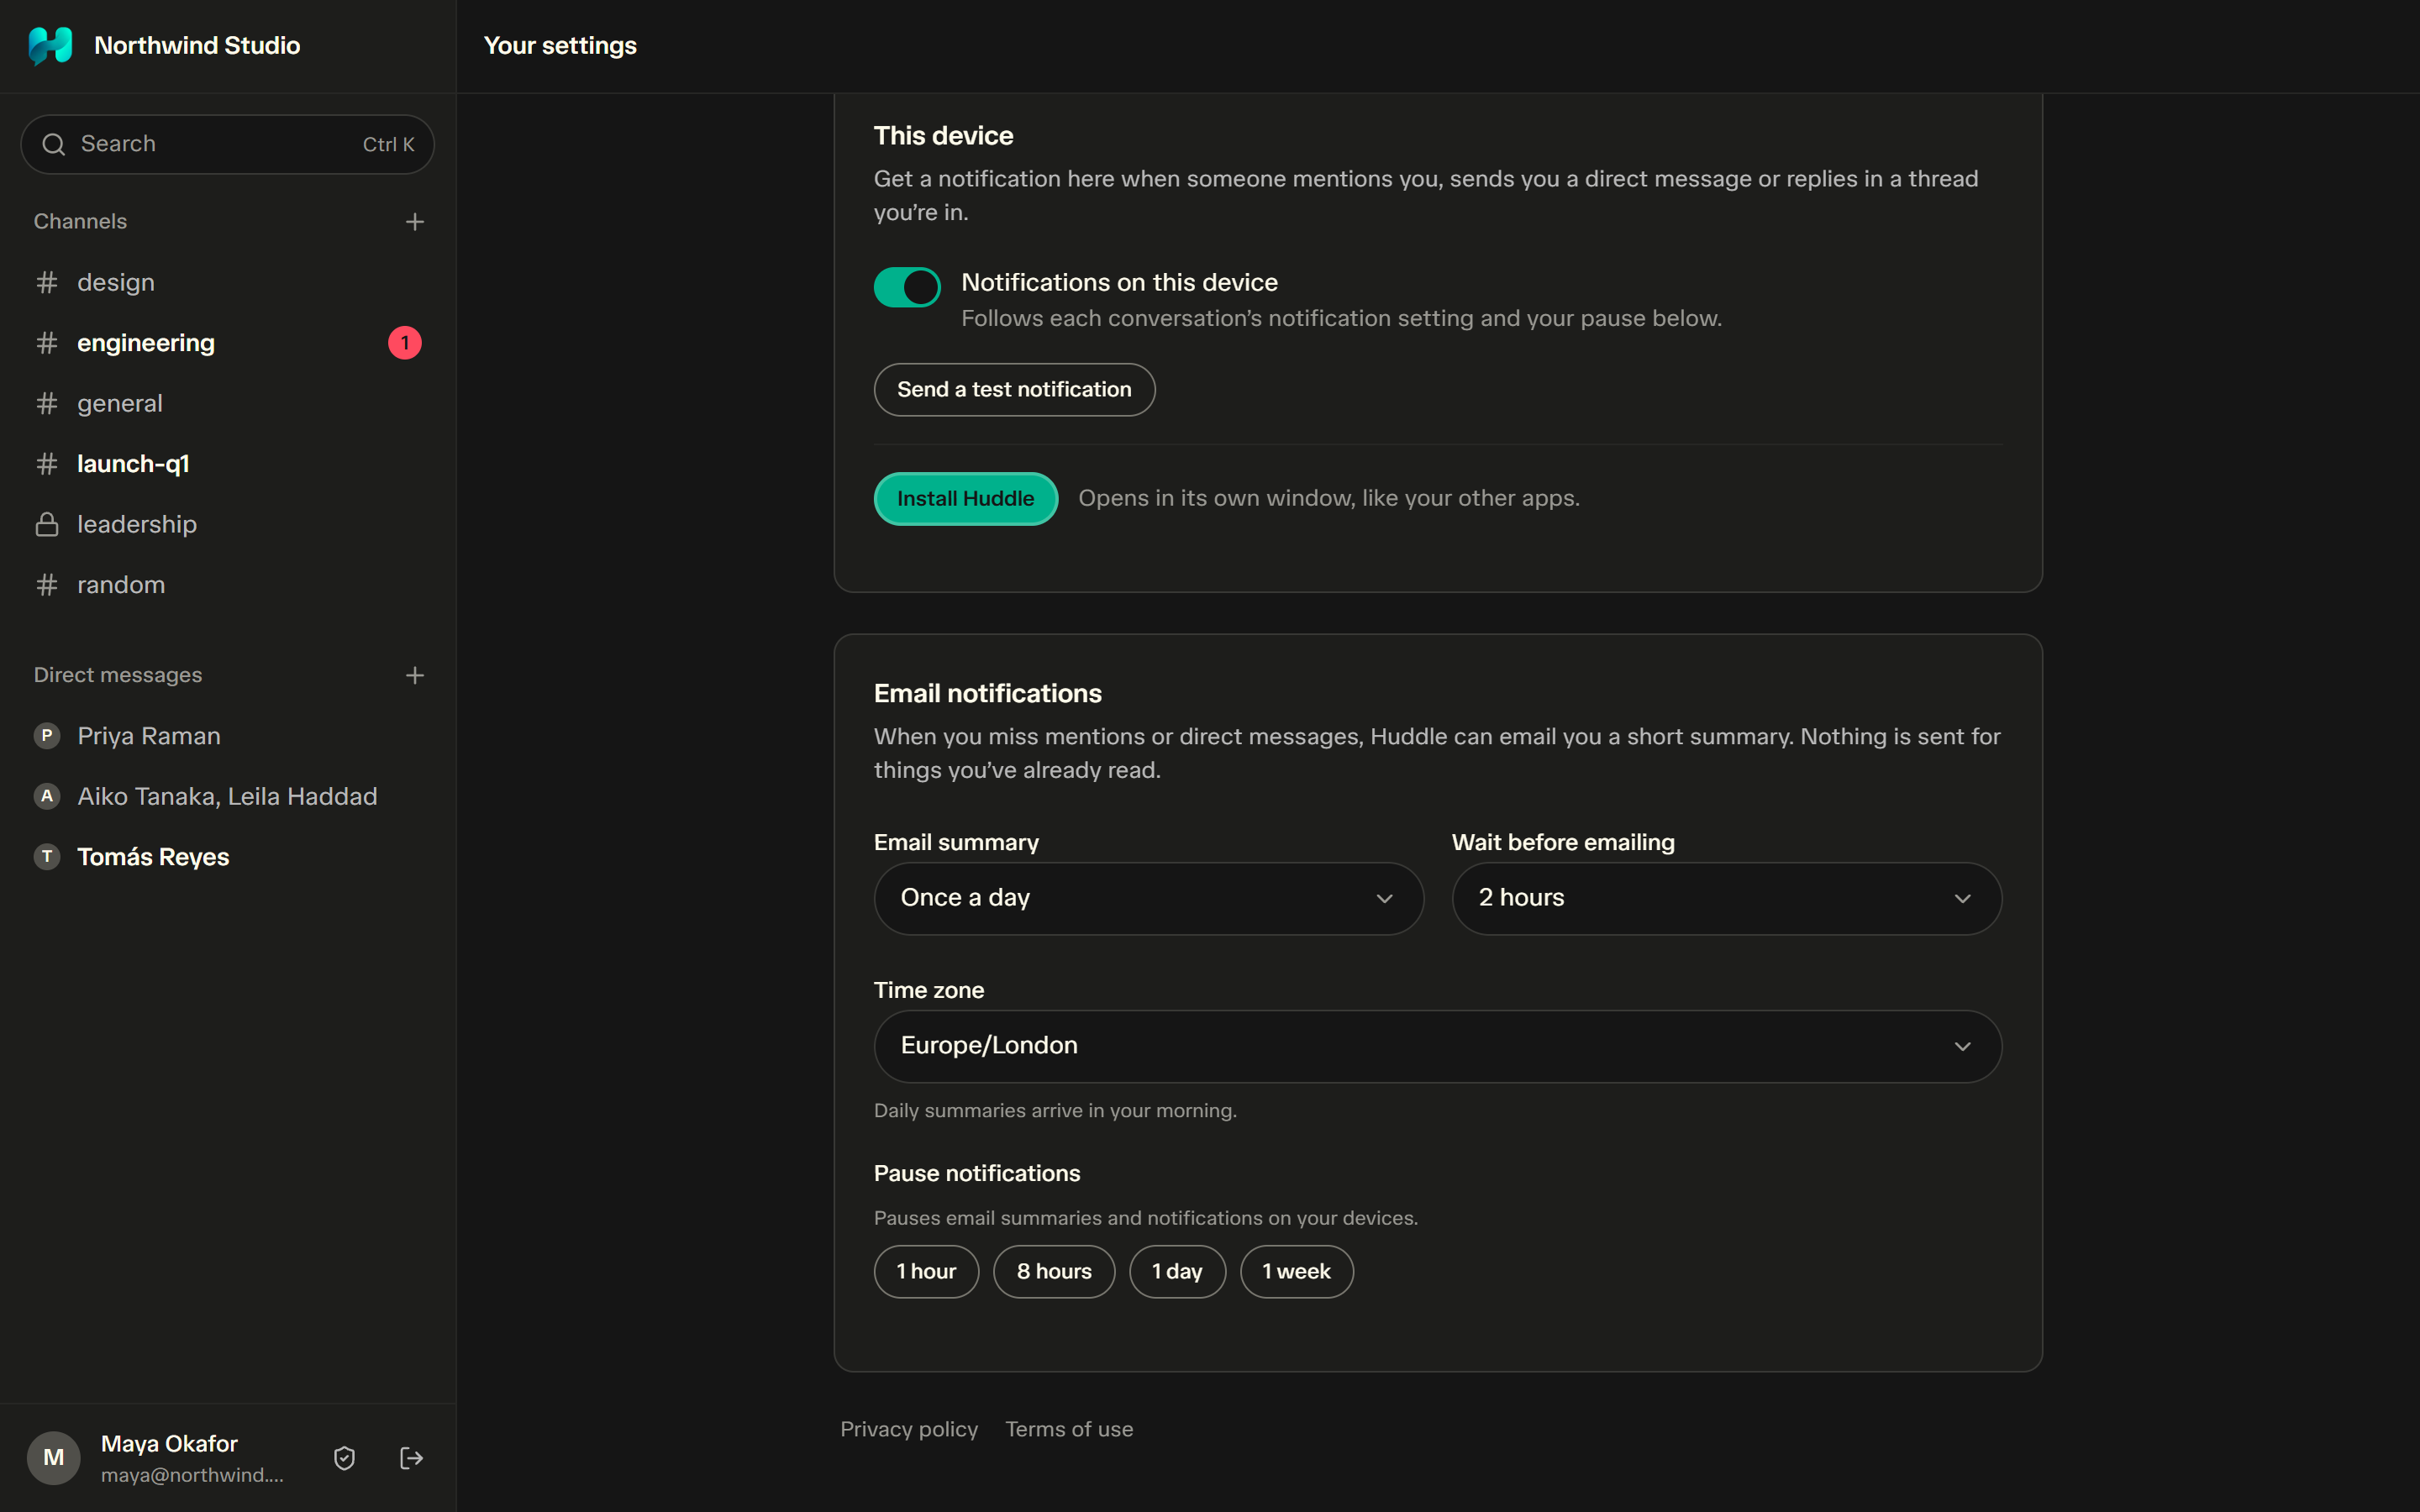 Northwind Studio
Your settings
Search
Ctrl K
Channels
design
engineering
1
general
launch-q1
leadership
random
Direct messages
P
Priya Raman
A
Aiko Tanaka, Leila Haddad
T
Tomás Reyes
M
Maya Okafor
maya@northwind....
This device
Get a notification here when someone mentions you, sends you a direct message or replies in a thread
you’re in.
Notifications on this device
Follows each conversation’s notification setting and your pause below.
Send a test notification
Install Huddle
Opens in its own window, like your other apps.
Email notifications
When you miss mentions or direct messages, Huddle can email you a short summary. Nothing is sent for
things you’ve already read.
Email summary
Once a day
Wait before emailing
2 hours
Time zone
Europe/London
Daily summaries arrive in your morning.
Pause notifications
Pauses email summaries and notifications on your devices.
1 hour
8 hours
1 day
1 week
Privacy policy
Terms of use